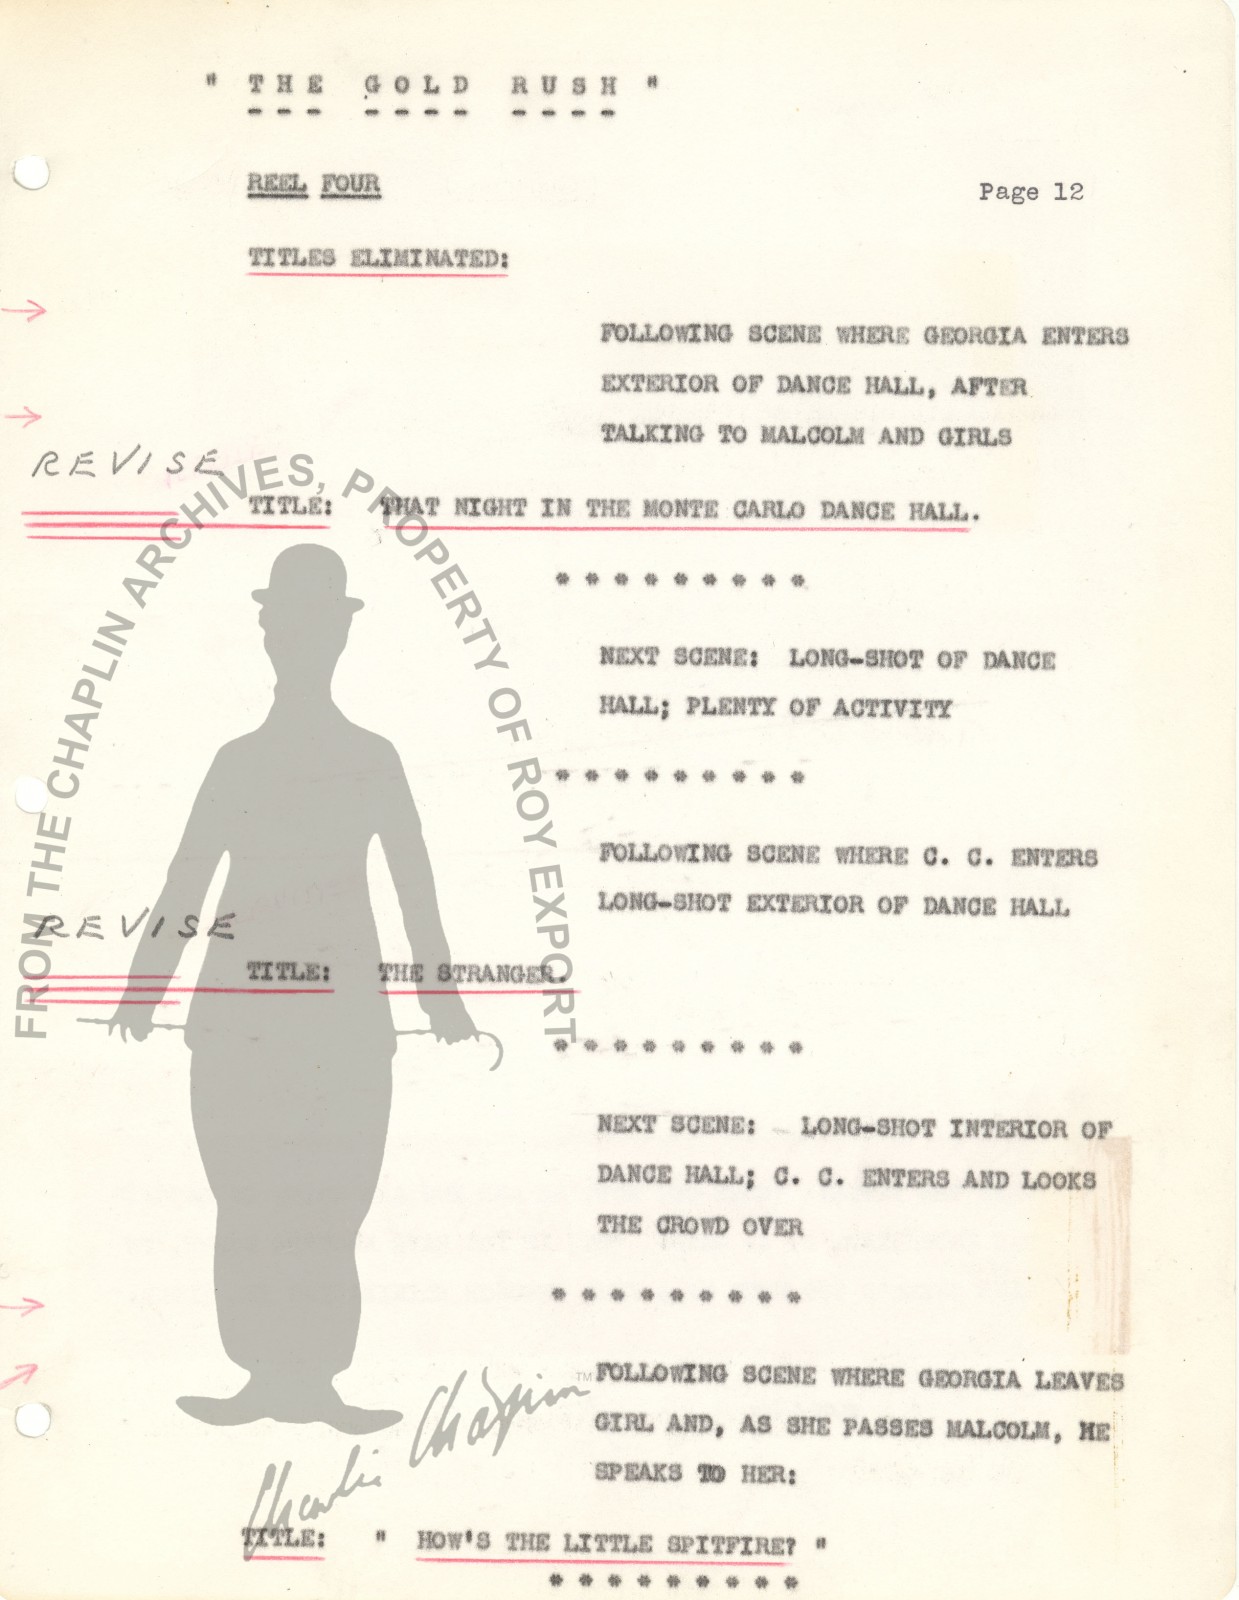 " THE GOLD RUSH "
--- ---- ----
REEL FOUR
Page 12
TITLES ELIMINATED:
FOLLOWING SCENE WHERE GEORGIA ENTERS
EXTERIOR OF DANCE HALL, AFTER
TALKING TO MALCOLM AND GIRLS
REVISE
TITLE: THAT NIGHT IN THE MONTE CARLO DANCE HALL.
* * * * * * * * *
NEXT SCENE: LONG-SHOT OF DANCE
HALL; PLENTY OF ACTIVITY
* * * * * * * * *
FOLLOWING SCENE WHERE C. C. ENTERS
LONG-SHOT EXTERIOR OF DANCE HALL
REVISE
TITLE: THE STRANGER.
* * * * * * * * *
NEXT SCENE: LONG-SHOT INTERIOR OF
DANCE HALL; C. C. ENTERS AND LOOKS
THE CROWD OVER
* * * * * * * * *
FOLLOWING SCENE WHERE GEORGIA LEAVES
GIRL AND, AS SHE PASSES MALCOLM, HE
SPEAKS TO HER:
TITLE: " HOW'S THE LITTLE SPITFIRE? "
* * * * * * * * *
FROM THE CHAPLIN ARCHIVES, PROPERTY OF ROY EXPORT
Charlie Chaplin ™